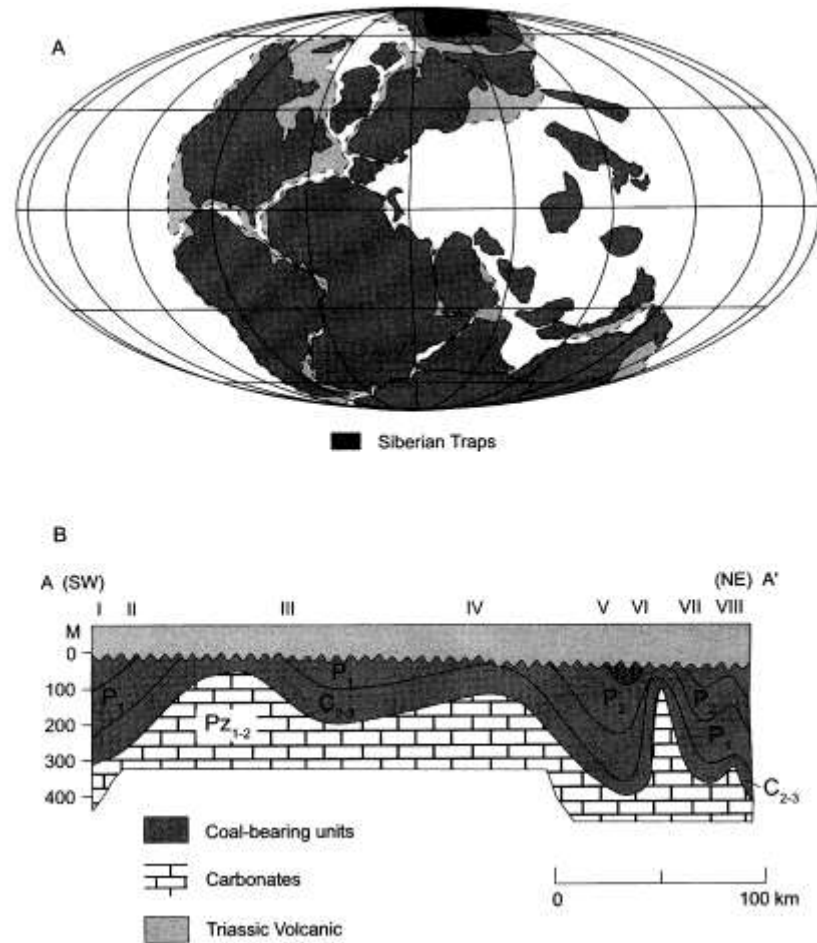 A
Siberian Traps
B
A (SW)
(NE) A'
I II III IV V VI VII VIII
M
0
100
200
300
400
P₁
Pz₁₋₂
P₁
C₂₋₃
P₂
P₂
P₁
C₂₋₃
Coal-bearing units
Carbonates
Triassic Volcanic
0 100 km